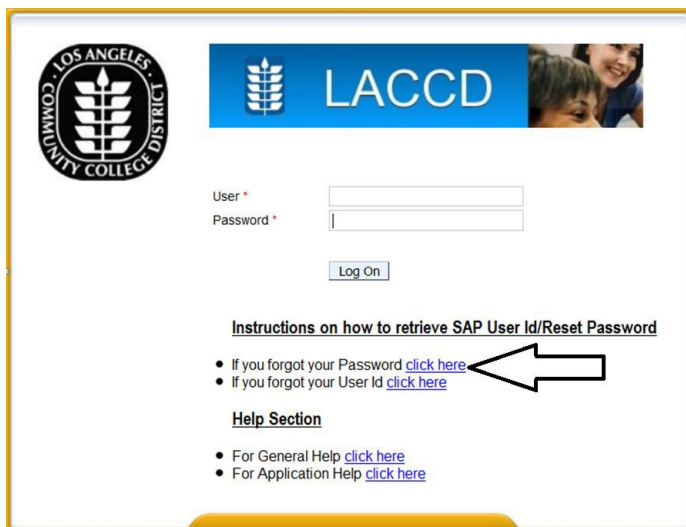 LOS ANGELES
COMMUNITY COLLEGE DISTRICT
LACCD
User *
Password *
Log On
Instructions on how to retrieve SAP User Id/Reset Password
● If you forgot your Password click here
● If you forgot your User Id click here
Help Section
● For General Help click here
● For Application Help click here